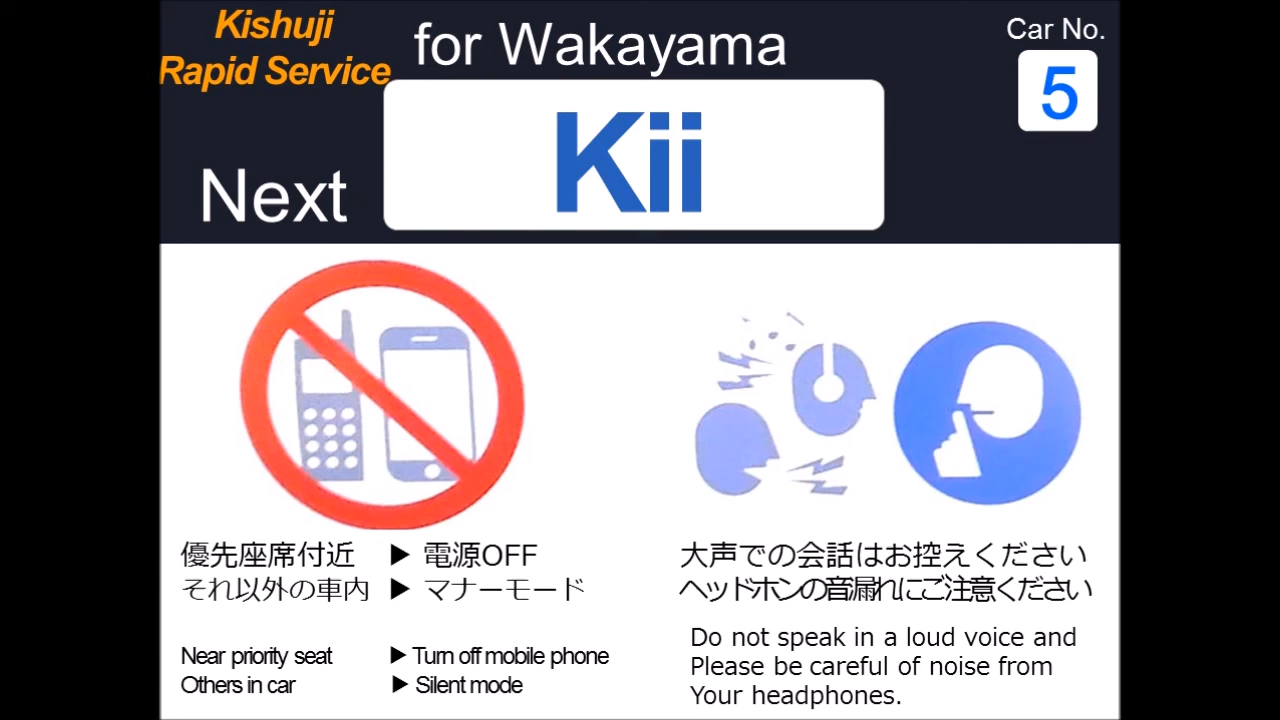 Kishuji
Rapid Service
for Wakayama
Car No.
5
Next
Kii
優先座席付近 ▶ 電源OFF
それ以外の車内 ▶ マナーモード
Near priority seat ▶ Turn off mobile phone
Others in car ▶ Silent mode
大声での会話はお控えください
ヘッドホンの音漏れにご注意ください
Do not speak in a loud voice and
Please be careful of noise from
Your headphones.